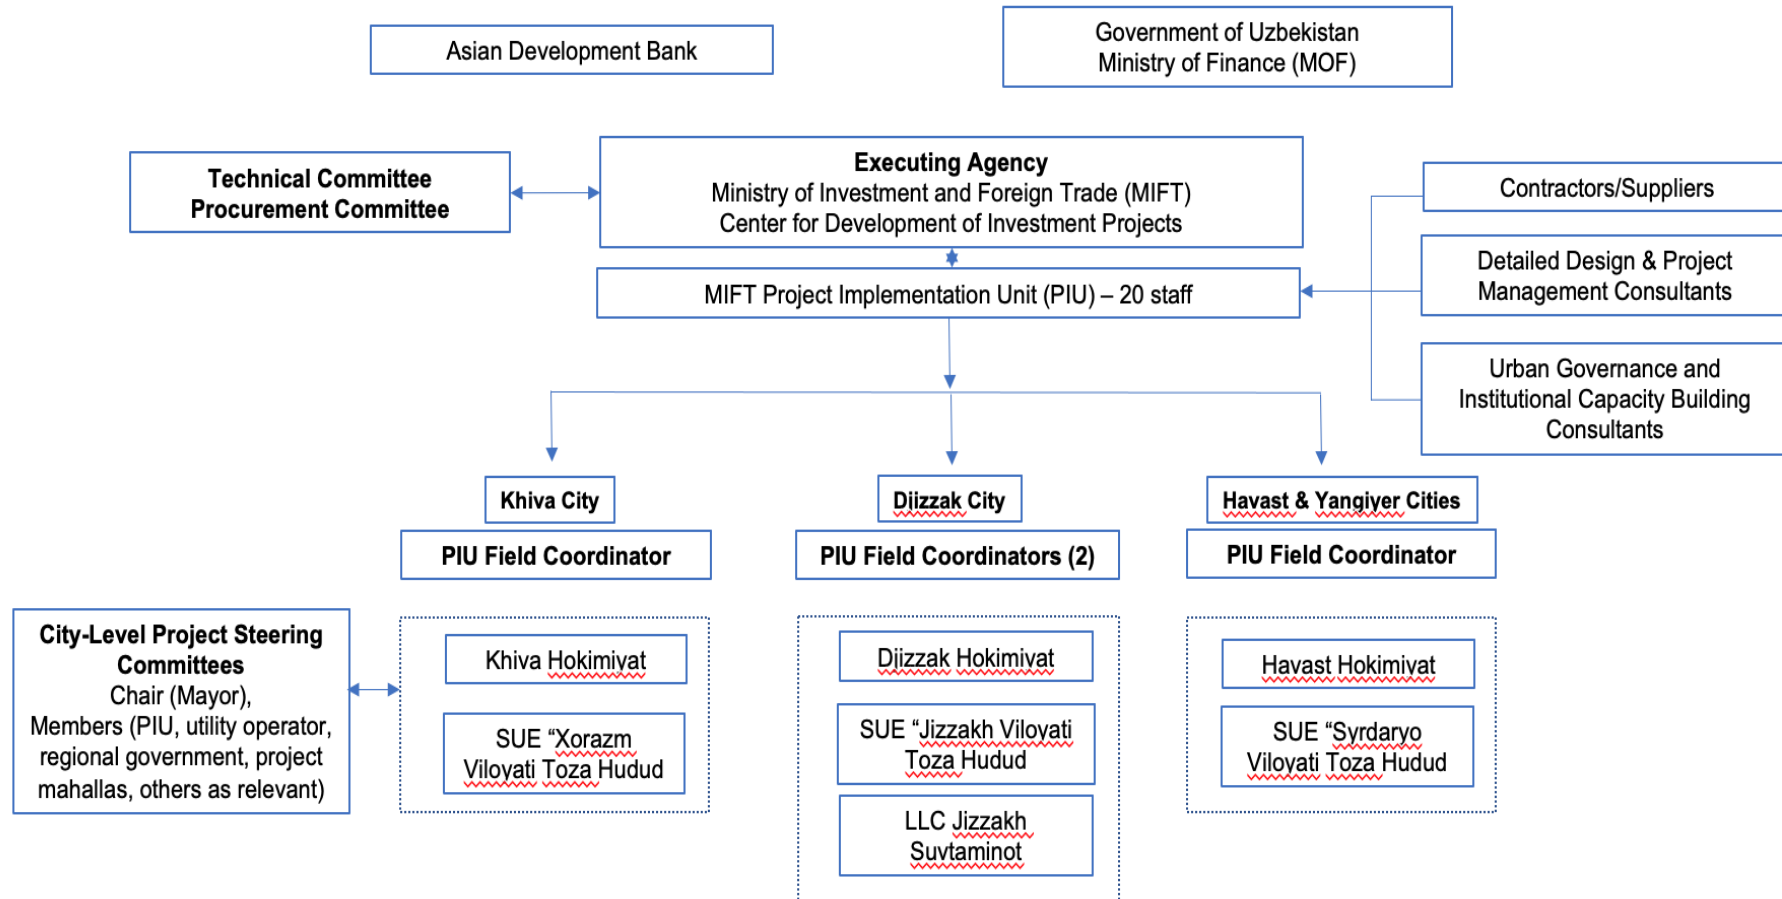 Asian Development Bank
Government of Uzbekistan
Ministry of Finance (MOF)
Technical Committee
Procurement Committee
Executing Agency
Ministry of Investment and Foreign Trade (MIFT)
Center for Development of Investment Projects
MIFT Project Implementation Unit (PIU) – 20 staff
Contractors/Suppliers
Detailed Design & Project
Management Consultants
Urban Governance and
Institutional Capacity Building
Consultants
Khiva City
Djizzak City
Havast & Yangiyer Cities
PIU Field Coordinator
PIU Field Coordinators (2)
PIU Field Coordinator
City-Level Project Steering
Committees
Chair (Mayor),
Members (PIU, utility operator,
regional government, project
mahallas, others as relevant)
Khiva Hokimiyat
SUE “Xorazm
Viloyati Toza Hudud
Djizzak Hokimiyat
SUE “Jizzakh Viloyati
Toza Hudud
LLC Jizzakh
Suvtaminot
Havast Hokimiyat
SUE “Syrdaryo
Viloyati Toza Hudud